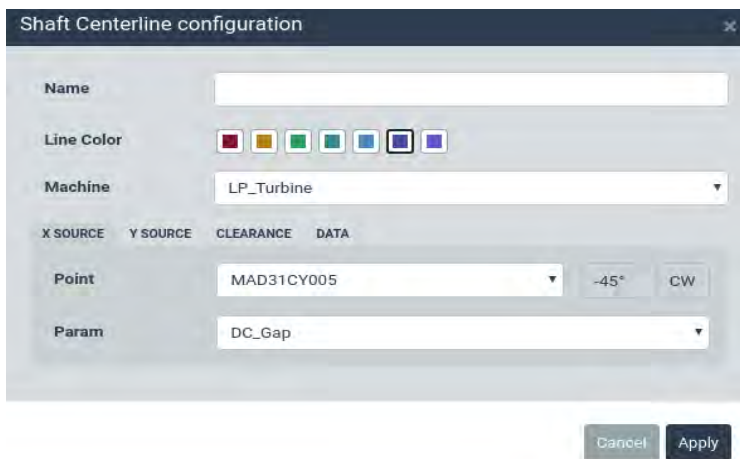 Shaft Centerline configuration ×
Name
Line Color
Machine LP_Turbine
X SOURCE Y SOURCE CLEARANCE DATA
Point MAD31CY005 -45° CW
Param DC_Gap
Cancel Apply